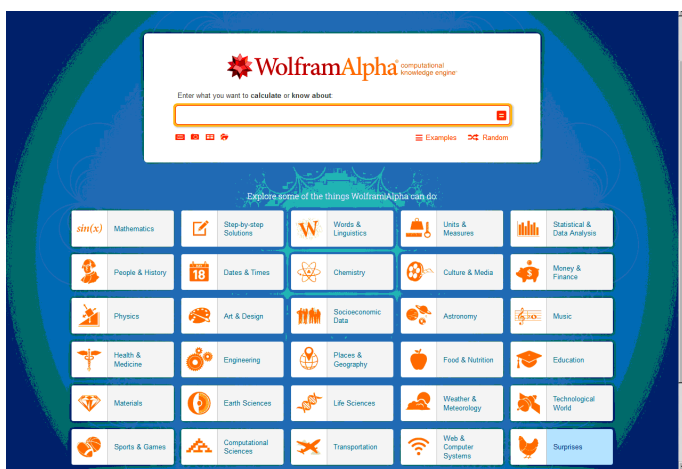 WolframAlpha computational
knowledge engine
Enter what you want to calculate or know about:
Examples Random
Explore some of the things WolframAlpha can do:
sin(x) Mathematics
Step-by-step
Solutions
W Words &
Linguistics
Units &
Measures
Statistical &
Data Analysis
People & History
18 Dates & Times
Chemistry
Culture & Media
$ Money &
Finance
Physics
Art & Design
Socioeconomic
Data
Astronomy
Music
Health &
Medicine
Engineering
Places &
Geography
Food & Nutrition
Education
Materials
Earth Sciences
Life Sciences
Weather &
Meteorology
Technological
World
Sports & Games
Computational
Sciences
Transportation
Web &
Computer
Systems
Surprises